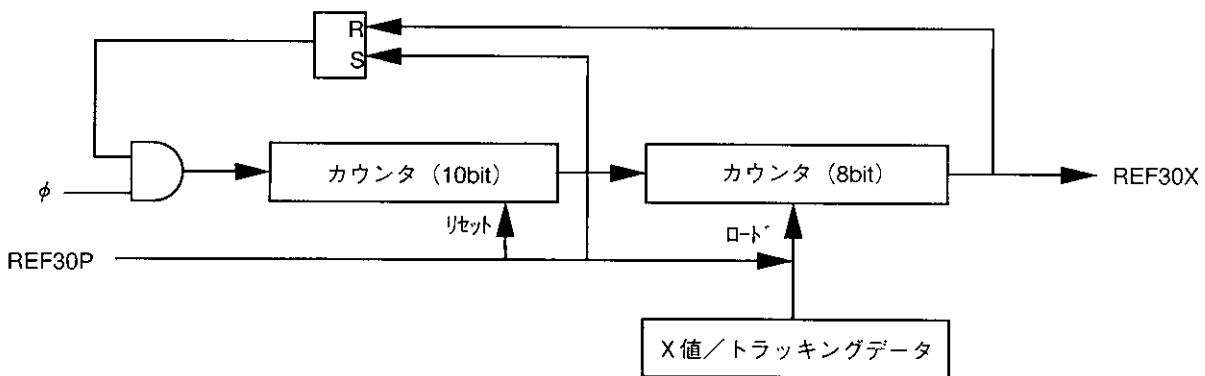 R
S
φ
カウンタ（10bit）
カウンタ（8bit）
REF30X
リセット
ロード
REF30P
X値／トラッキングデータ